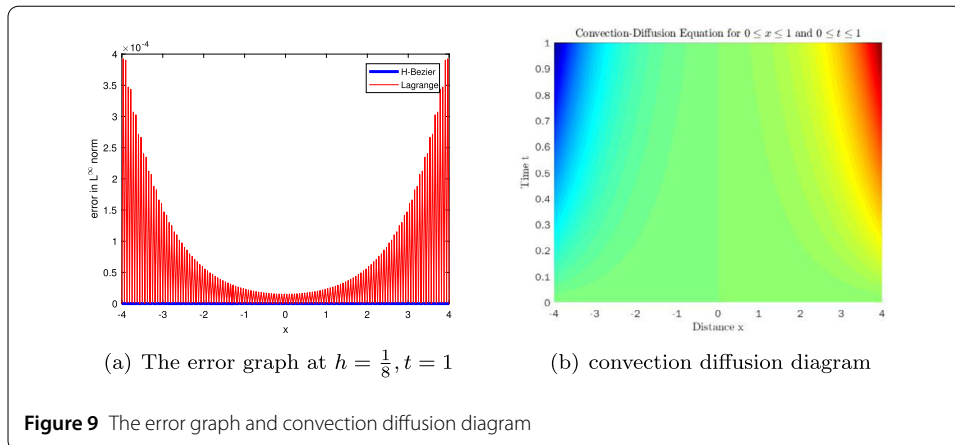 ×10⁻⁴
4
3.5
3
2.5
2
1.5
1
0.5
0
error in L∞ norm
H-Bezier
Lagrange
-4 -3 -2 -1 0 1 2 3 4
x
(a) The error graph at h = 1/8, t = 1
Convection-Diffusion Equation for 0 ≤ x ≤ 1 and 0 ≤ t ≤ 1
1
0.9
0.8
0.7
0.6
0.5
0.4
0.3
0.2
0.1
0
Time t
-4 -3 -2 -1 0 1 2 3 4
Distance x
(b) convection diffusion diagram
Figure 9 The error graph and convection diffusion diagram